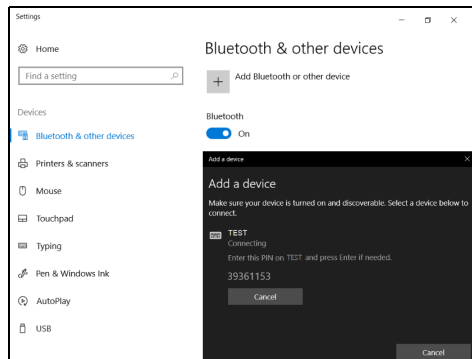 Settings
Home
Find a setting
Devices
Bluetooth & other devices
Printers & scanners
Mouse
Touchpad
Typing
Pen & Windows Ink
AutoPlay
USB
Bluetooth & other devices
Add Bluetooth or other device
Bluetooth
On
Add a device
Add a device
Make sure your device is turned on and discoverable. Select a device below to
connect.
TEST
Connecting
Enter this PIN on TEST and press Enter if needed.
39361153
Cancel
Cancel